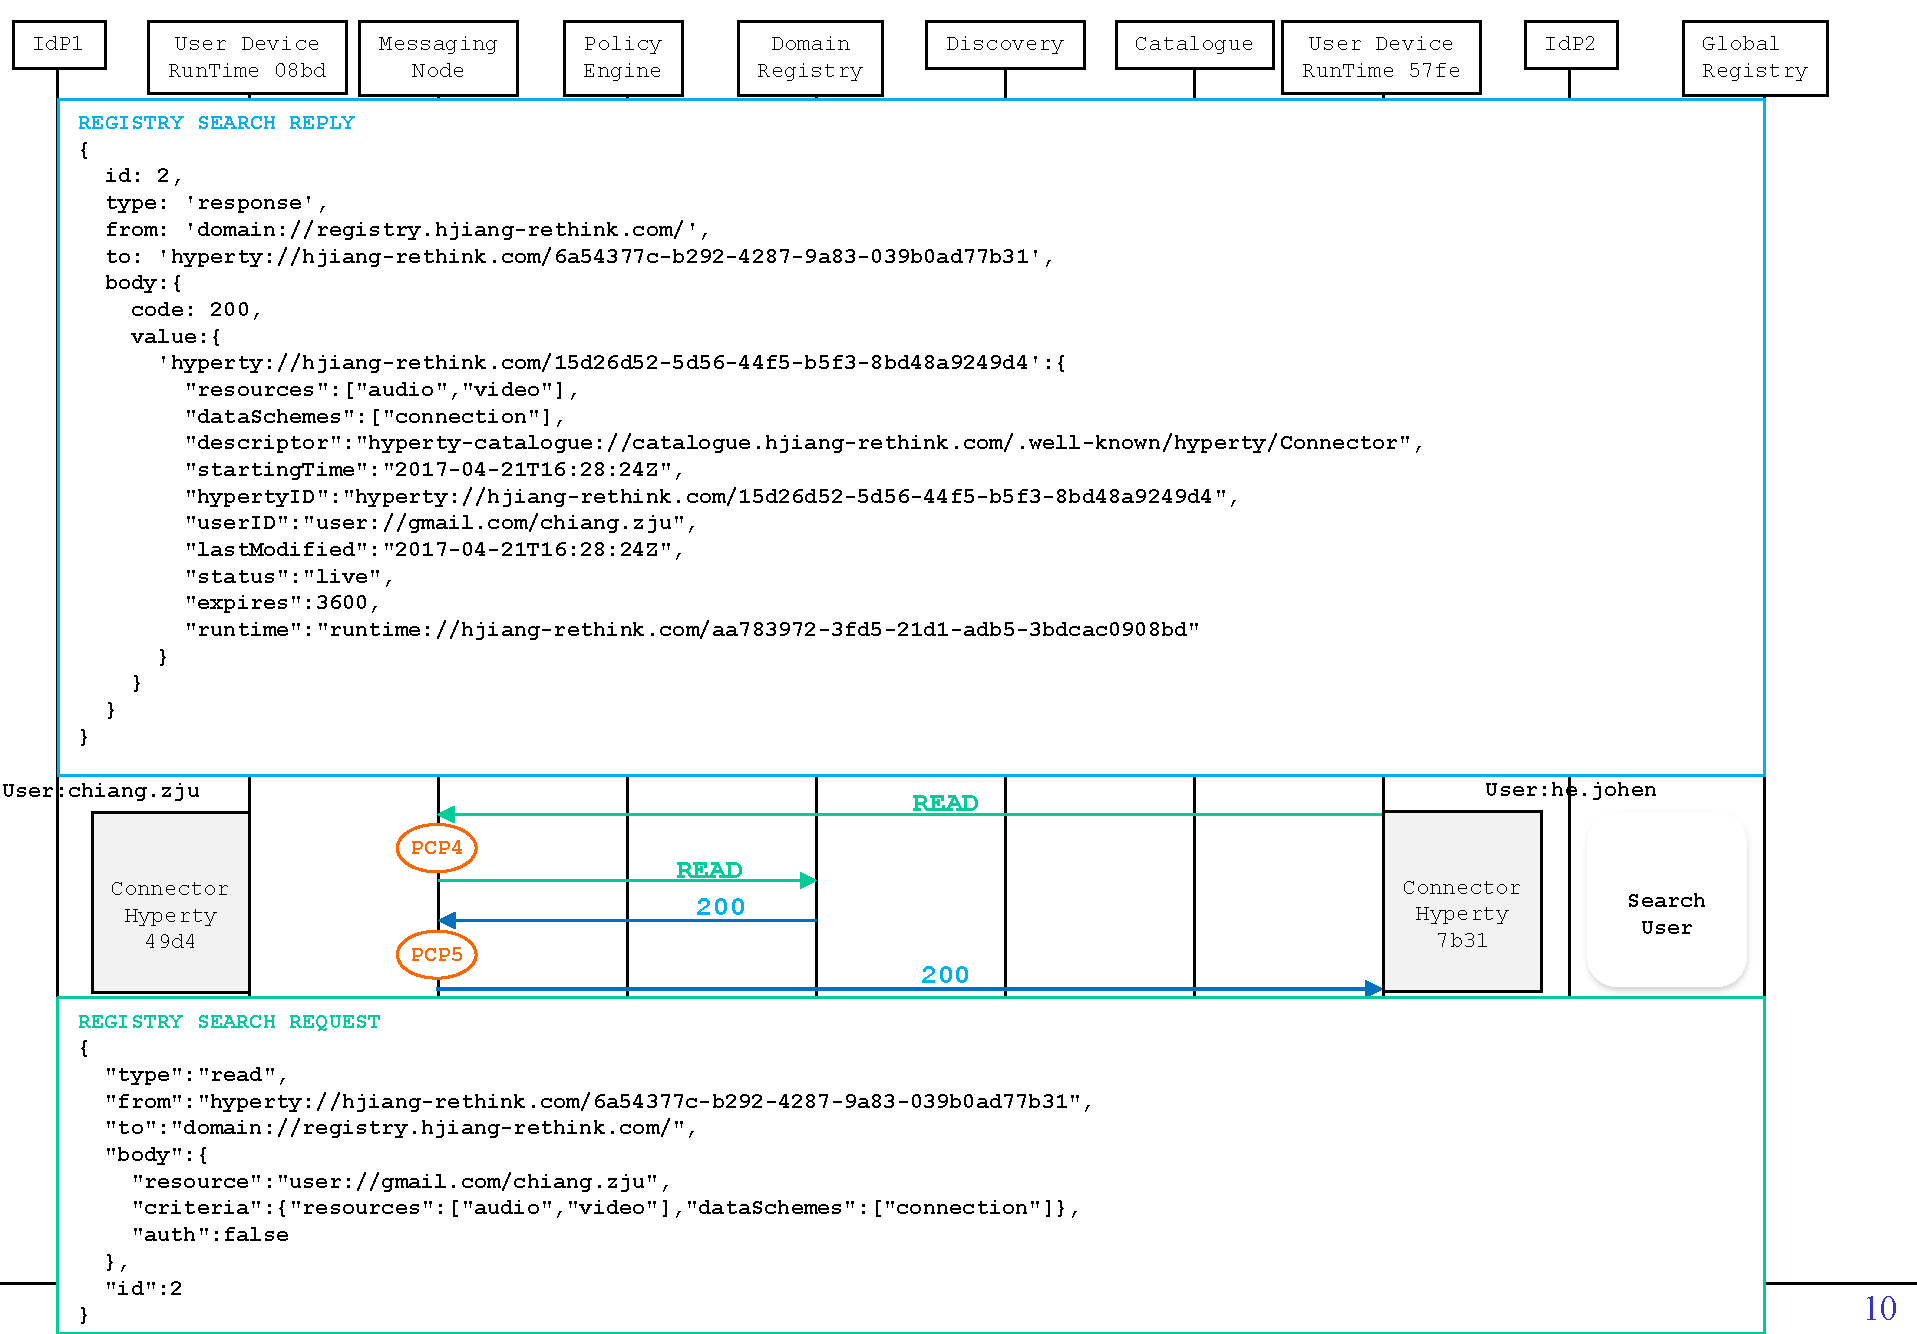 IdP1
User Device
RunTime 08bd
Messaging
Node
Policy
Engine
Domain
Registry
Discovery
Catalogue
User Device
RunTime 57fe
IdP2
Global
Registry
REGISTRY SEARCH REPLY
{
id: 2,
type: 'response',
from: 'domain://registry.hjiang-rethink.com/',
to: 'hyperty://hjiang-rethink.com/6a54377c-b292-4287-9a83-039b0ad77b31',
body:{
code: 200,
value:{
'hyperty://hjiang-rethink.com/15d26d52-5d56-44f5-b5f3-8bd48a9249d4':{
"resources":["audio","video"],
"dataSchemes":["connection"],
"descriptor":"hyperty-catalogue://catalogue.hjiang-rethink.com/.well-known/hyperty/Connector",
"startingTime":"2017-04-21T16:28:24Z",
"hypertyID":"hyperty://hjiang-rethink.com/15d26d52-5d56-44f5-b5f3-8bd48a9249d4",
"userID":"user://gmail.com/chiang.zju",
"lastModified":"2017-04-21T16:28:24Z",
"status":"live",
"expires":3600,
"runtime":"runtime://hjiang-rethink.com/aa783972-3fd5-21d1-adb5-3bdcac0908bd"
}
}
}
}
User:chiang.zju
User:he.johen
READ
PCP4
READ
200
PCP5
200
Connector
Hyperty
49d4
Connector
Hyperty
7b31
Search
User
REGISTRY SEARCH REQUEST
{
"type":"read",
"from":"hyperty://hjiang-rethink.com/6a54377c-b292-4287-9a83-039b0ad77b31",
"to":"domain://registry.hjiang-rethink.com/",
"body":{
"resource":"user://gmail.com/chiang.zju",
"criteria":{"resources":["audio","video"],"dataSchemes":["connection"]},
"auth":false
},
"id":2
}
10